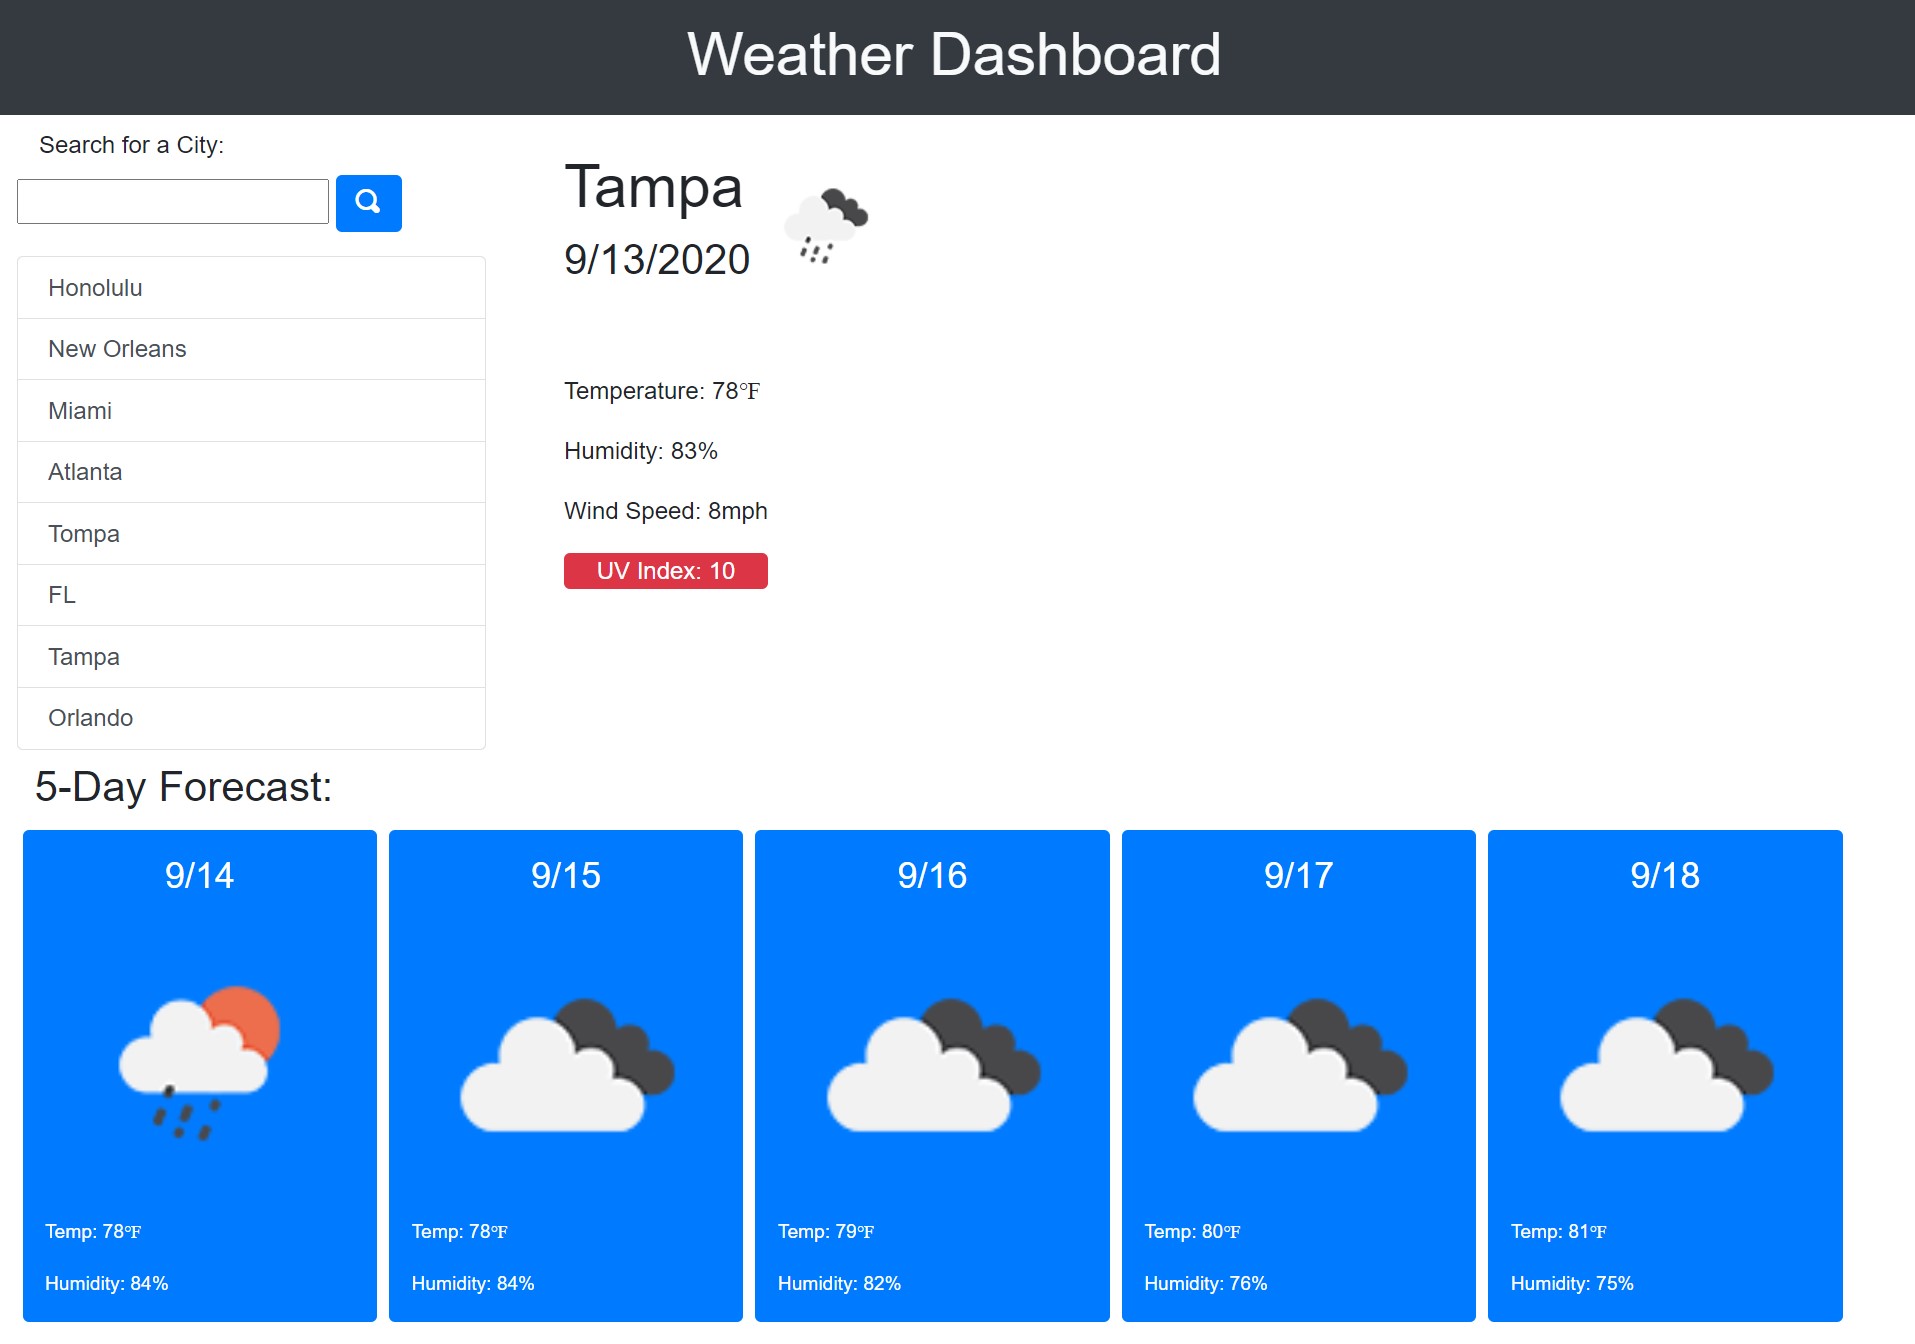 Weather Dashboard
Search for a City:
Honolulu
New Orleans
Miami
Atlanta
Tompa
FL
Tampa
Orlando
Tampa
9/13/2020
Temperature: 78℉
Humidity: 83%
Wind Speed: 8mph
UV Index: 10
5-Day Forecast:
9/14
Temp: 78℉
Humidity: 84%
9/15
Temp: 78℉
Humidity: 84%
9/16
Temp: 79℉
Humidity: 82%
9/17
Temp: 80℉
Humidity: 76%
9/18
Temp: 81℉
Humidity: 75%